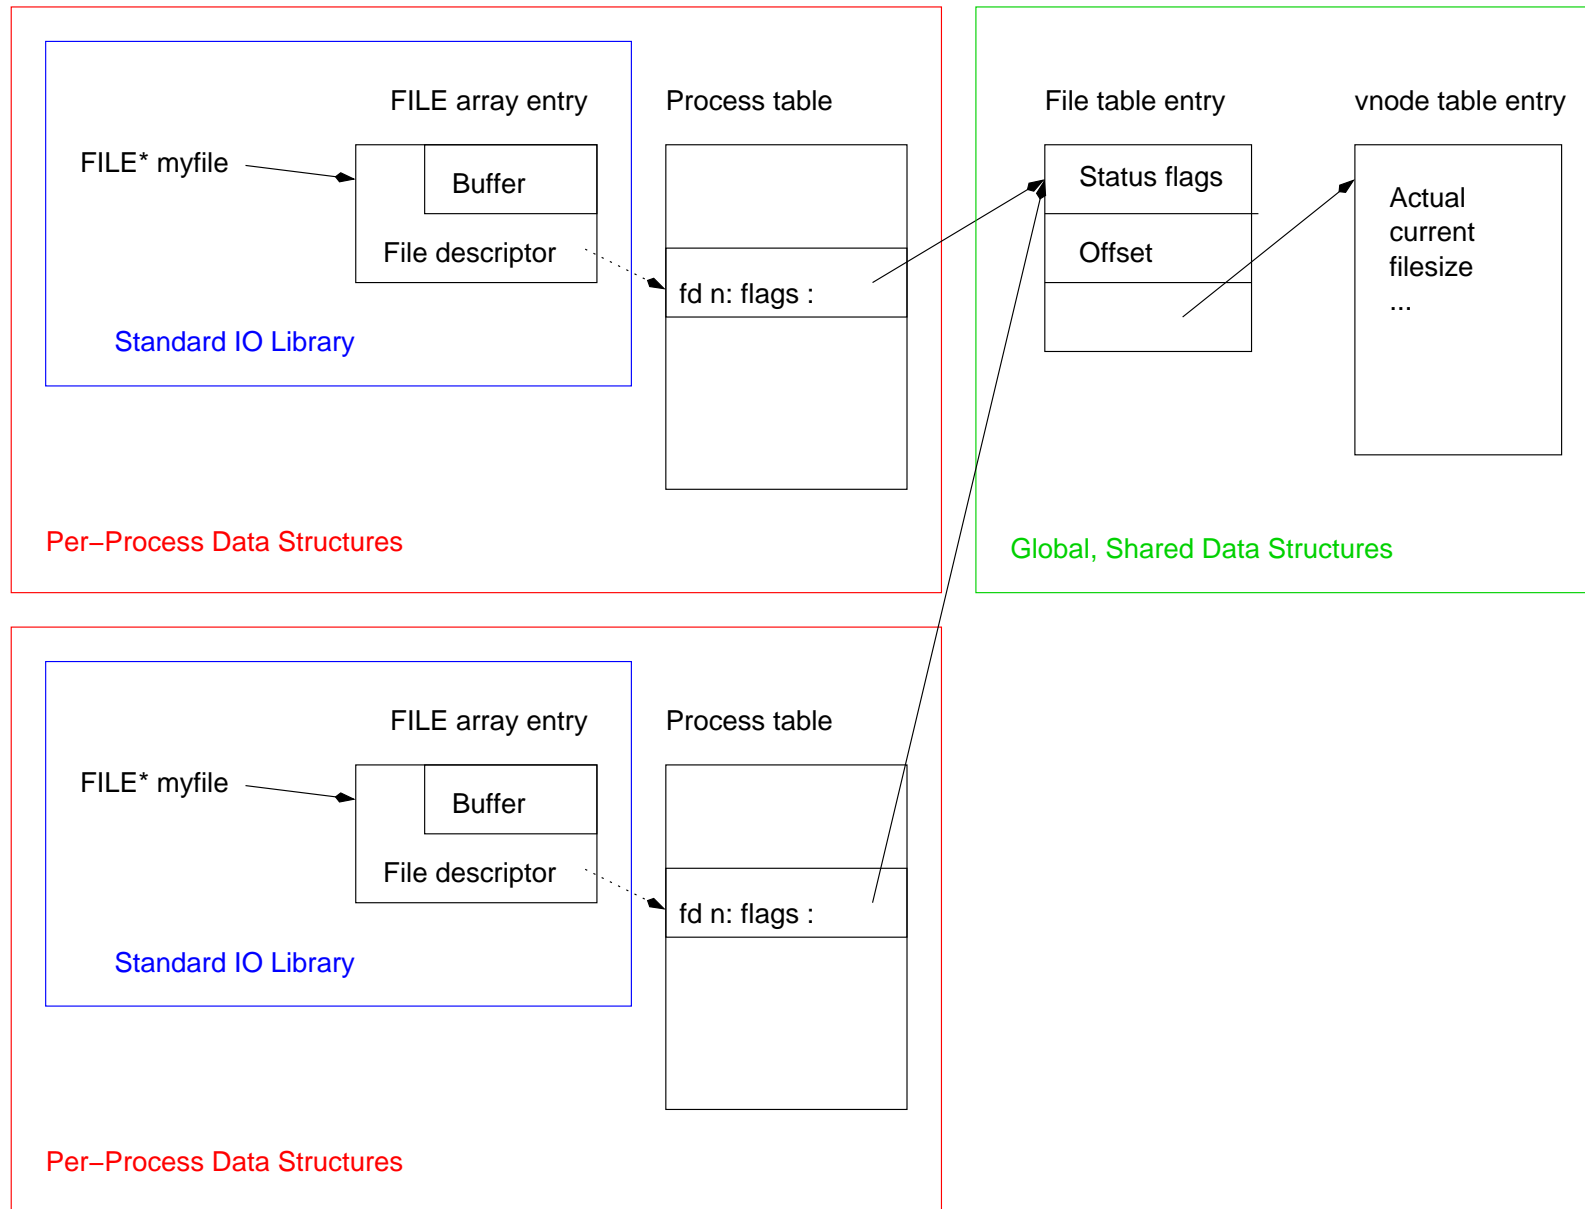 FILE array entry
Process table
File table entry
vnode table entry
FILE* myfile
Buffer
File descriptor
fd n: flags :
Status flags
Offset
Actual
current
filesize
...
Standard IO Library
Per−Process Data Structures
Global, Shared Data Structures
FILE array entry
Process table
FILE* myfile
Buffer
File descriptor
fd n: flags :
Standard IO Library
Per−Process Data Structures